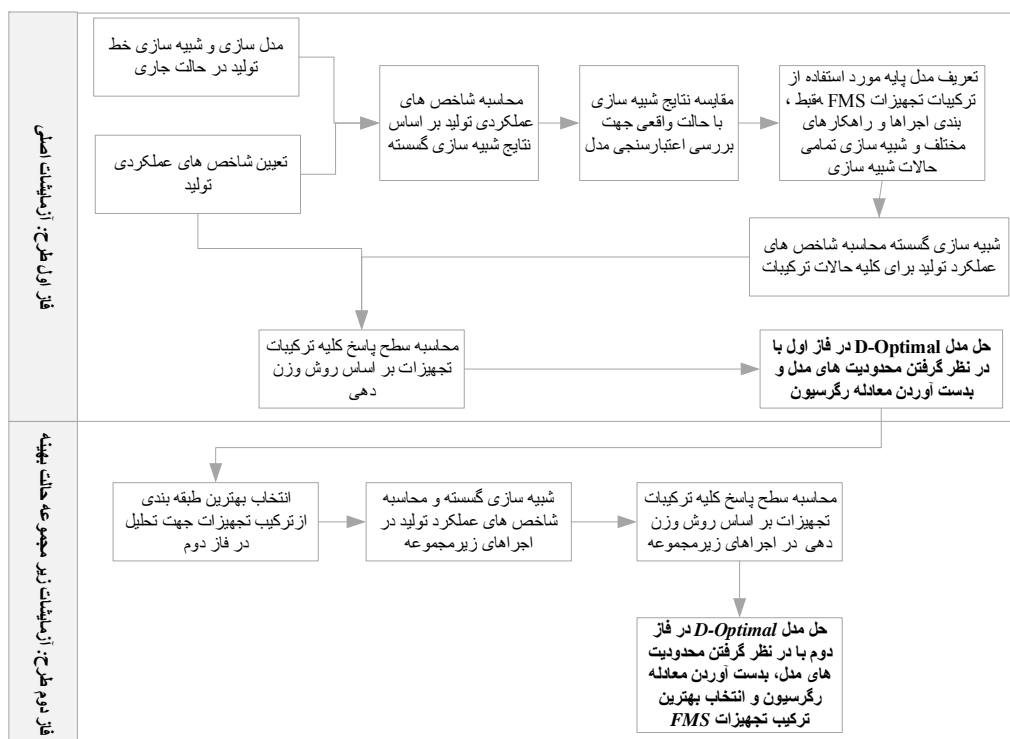 فاز اول طرح: آزمایشات اصلی
مدل سازی و شبیه سازی خط
تولید در حالت جاری
تعیین شاخص های عملکردی
تولید
محاسبه شاخص های
عملکردی تولید بر اساس
نتایج شبیه سازی گسسته
مقایسه نتایج شبیه سازی
با حالت واقعی جهت
بررسی اعتبارسنجی مدل
تعریف مدل پایه مورد استفاده از
ترکیبات تجهیزات FMS ﻪﻘﺒﻃ ،
بندی اجراها و راهکارهای
مختلف و شبیه سازی تمامی
حالات شبیه سازی
شبیه سازی گسسته محاسبه شاخص های
عملکرد تولید برای کلیه حالات ترکیبات
محاسبه سطح پاسخ کلیه ترکیبات
تجهیزات بر اساس روش وزن
دهی
حل مدل D-Optimal در فاز اول با
در نظر گرفتن محدودیت های مدل و
بدست آوردن معادله رگرسیون
فاز دوم طرح: آزمایشات زیر مجموعه حالت بهینه
انتخاب بهترین طبقه بندی
ازترکیب تجهیزات جهت تحلیل
در فاز دوم
شبیه سازی گسسته و محاسبه
شاخص های عملکرد تولید در
اجراهای زیرمجموعه
محاسبه سطح پاسخ کلیه ترکیبات
تجهیزات بر اساس روش وزن
دهی در اجراهای زیرمجموعه
حل مدل D-Optimal در فاز
دوم با در نظر گرفتن محدودیت
های مدل، بدست آوردن معادله
رگرسیون و انتخاب بهترین
ترکیب تجهیزات FMS